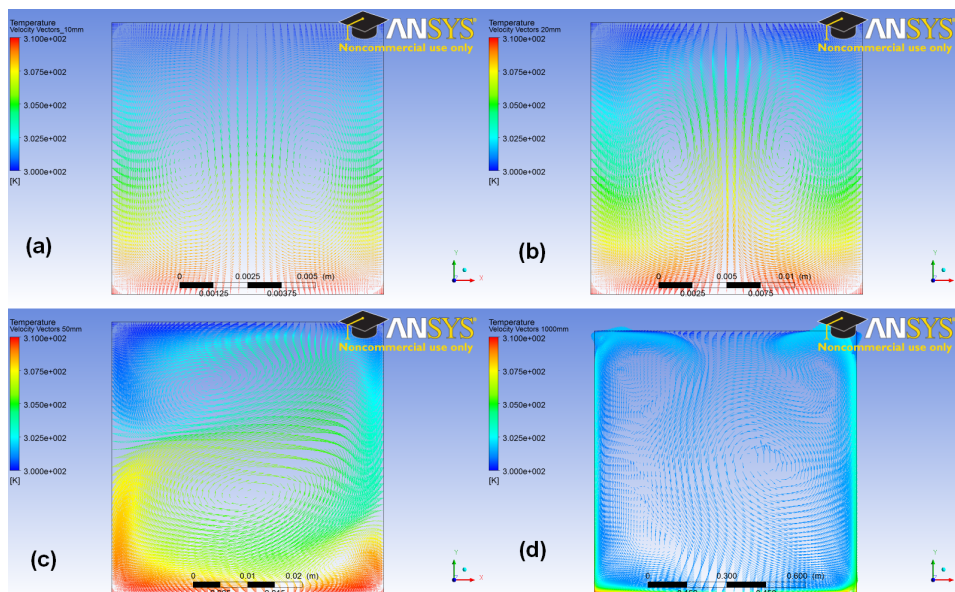 Temperature
Velocity Vectors_10mm
3.100e+002
3.075e+002
3.050e+002
3.025e+002
3.000e+002
[K]
ANSYS
Noncommercial use only
(a)
0 0.0025 0.005 (m)
0.00125 0.00375
Y
X
Temperature
Velocity Vectors 20mm
3.100e+002
3.075e+002
3.050e+002
3.025e+002
3.000e+002
[K]
ANSYS
Noncommercial use only
(b)
0 0.005 0.01 (m)
0.0025 0.0075
Y
X
Temperature
Velocity Vectors 50mm
3.100e+002
3.075e+002
3.050e+002
3.025e+002
3.000e+002
[K]
ANSYS
Noncommercial use only
(c)
0 0.01 0.02 (m)
Y
X
Temperature
Velocity Vectors 1000mm
3.100e+002
3.075e+002
3.050e+002
3.025e+002
3.000e+002
[K]
ANSYS
Noncommercial use only
(d)
0 0.300 0.600 (m)
Y
X